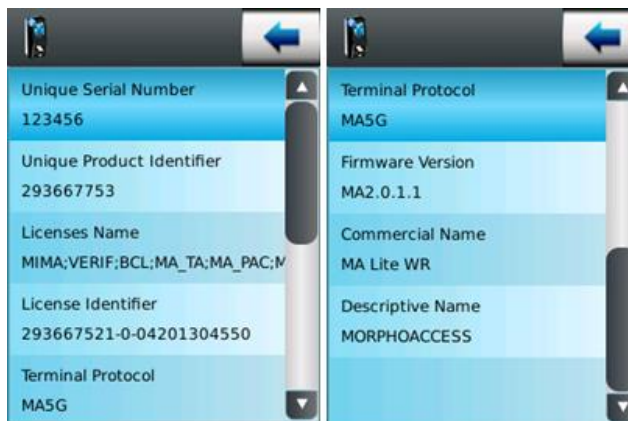 Unique Serial Number
123456
Unique Product Identifier
293667753
Licenses Name
MIMA;VERIF;BCL;MA_TA;MA_PAC;M
License Identifier
293667521-0-04201304550
Terminal Protocol
MA5G
Terminal Protocol
MA5G
Firmware Version
MA2.0.1.1
Commercial Name
MA Lite WR
Descriptive Name
MORPHOACCESS